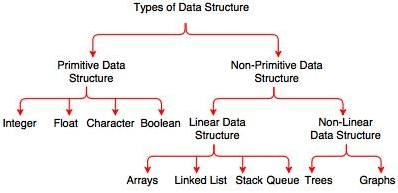 Types of Data Structure
Primitive Data
Structure
Non-Primitive Data
Structure
Integer
Float
Character
Boolean
Linear Data
Structure
Non-Linear
Data Structure
Arrays
Linked List
Stack
Queue
Trees
Graphs